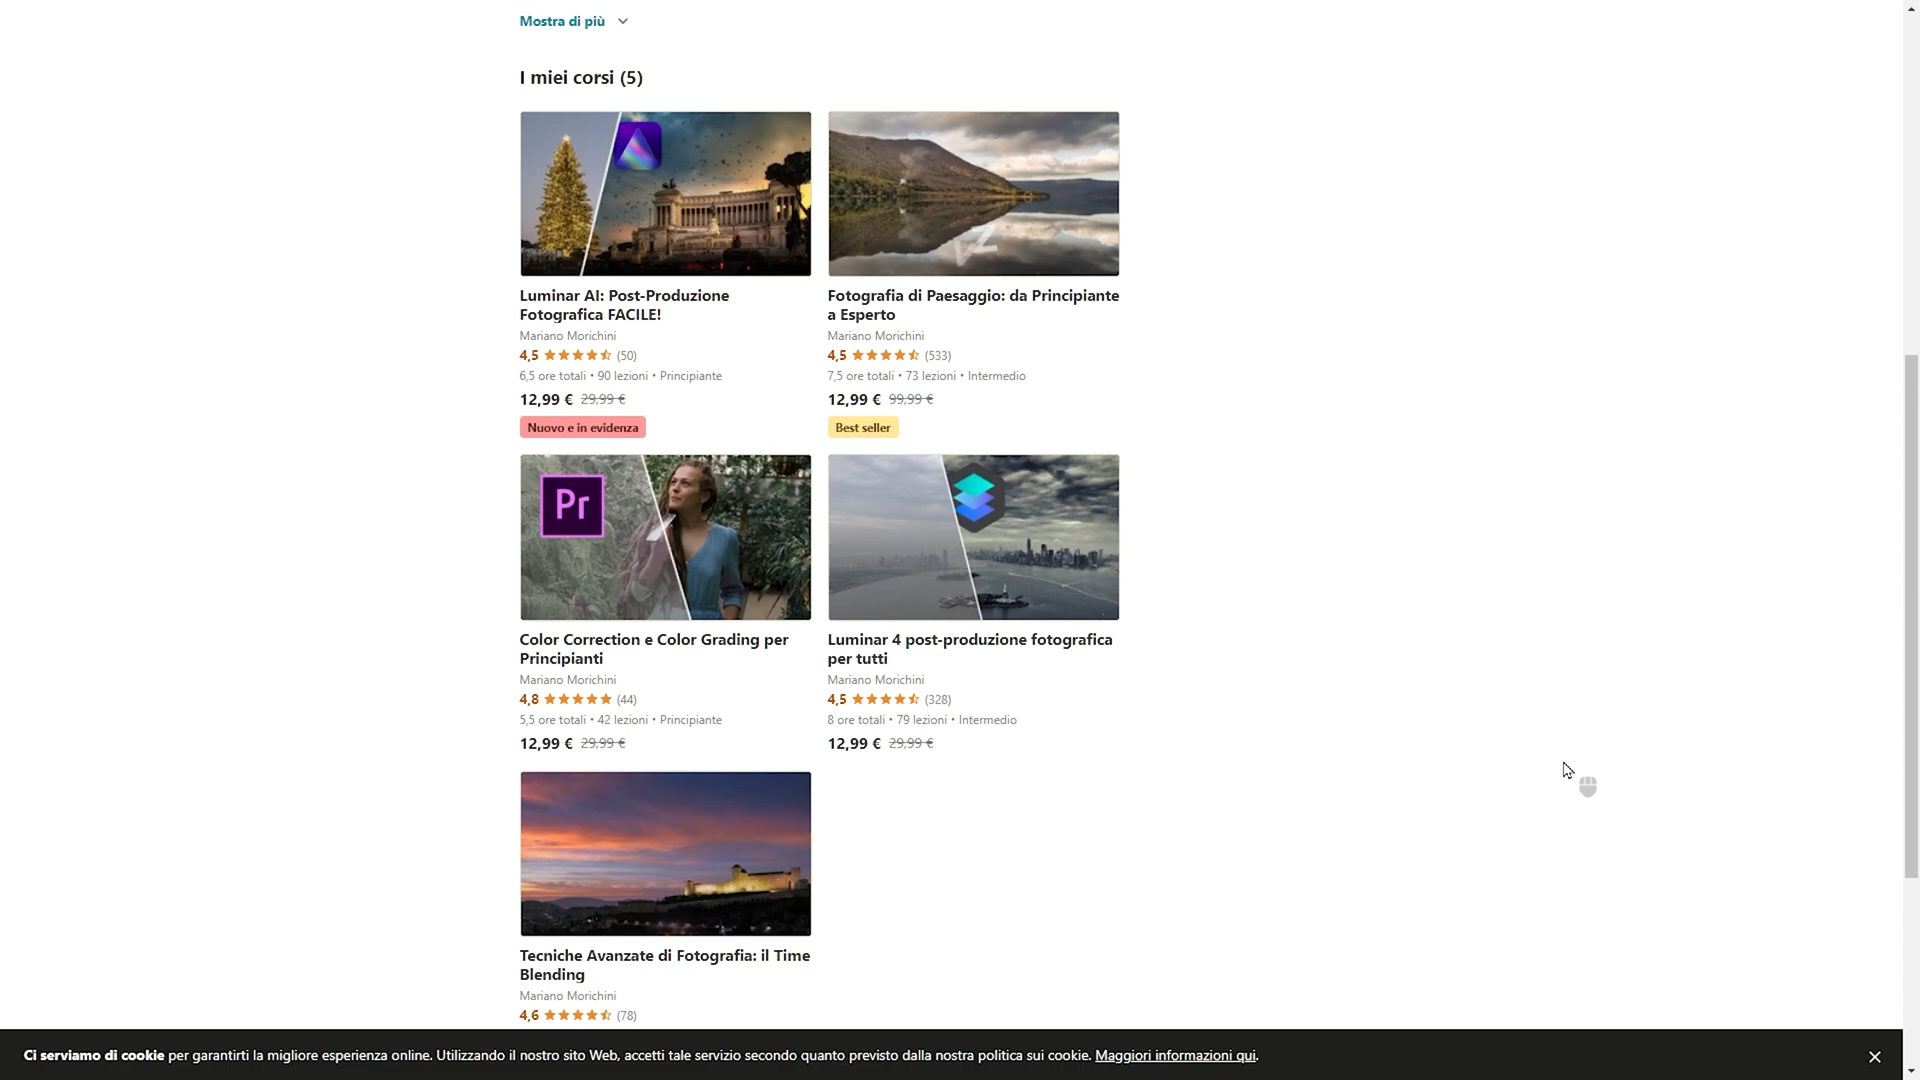 Mostra di più
I miei corsi (5)
Luminar AI: Post-Produzione
Fotografica FACILE!
Mariano Morichini
4,5 (50)
6,5 ore totali • 90 lezioni • Principiante
12,99 € 29,99 €
Nuovo e in evidenza
Fotografia di Paesaggio: da Principiante
a Esperto
Mariano Morichini
4,5 (533)
7,5 ore totali • 73 lezioni • Intermedio
12,99 € 99,99 €
Best seller
Pr
Color Correction e Color Grading per
Principianti
Mariano Morichini
4,8 (44)
5,5 ore totali • 42 lezioni • Principiante
12,99 € 29,99 €
Luminar 4 post-produzione fotografica
per tutti
Mariano Morichini
4,5 (328)
8 ore totali • 79 lezioni • Intermedio
12,99 € 29,99 €
Tecniche Avanzate di Fotografia: il Time
Blending
Mariano Morichini
4,6 (78)
Ci serviamo di cookie per garantirti la migliore esperienza online. Utilizzando il nostro sito Web, accetti tale servizio secondo quanto previsto dalla nostra politica sui cookie. Maggiori informazioni qui.